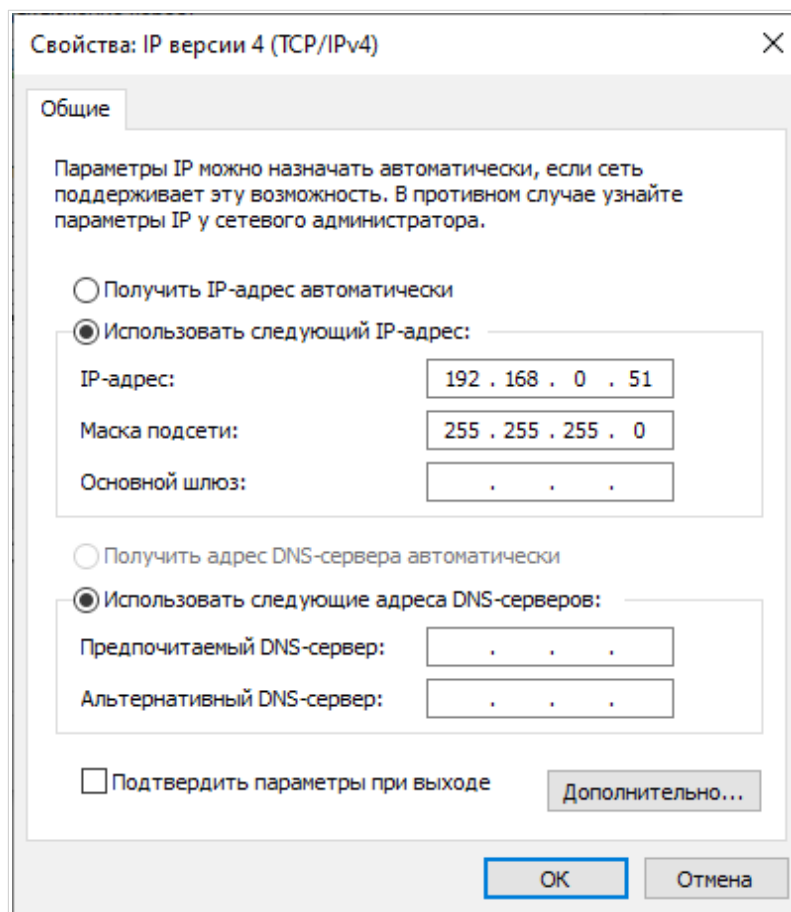 Свойства: IP версии 4 (TCP/IPv4)
Общие
Параметры IP можно назначать автоматически, если сеть
поддерживает эту возможность. В противном случае узнайте
параметры IP у сетевого администратора.
Получить IP-адрес автоматически
Использовать следующий IP-адрес:
IP-адрес: 192 . 168 . 0 . 51
Маска подсети: 255 . 255 . 255 . 0
Основной шлюз: . . .
Получить адрес DNS-сервера автоматически
Использовать следующие адреса DNS-серверов:
Предпочитаемый DNS-сервер: . . .
Альтернативный DNS-сервер: . . .
Подтвердить параметры при выходе
Дополнительно...
ОК Отмена